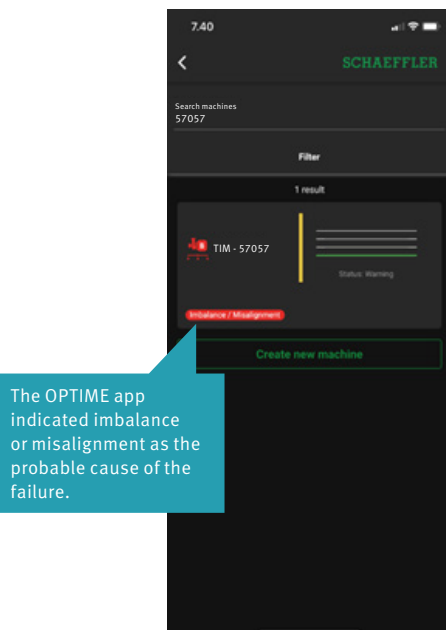 7.40
SCHAEFFLER
Search machines
57057
Filter
1 result
TIM - 57057
Status: Warning
Imbalance / Misalignment
Create new machine
The OPTIME app
indicated imbalance
or misalignment as the
probable cause of the
failure.